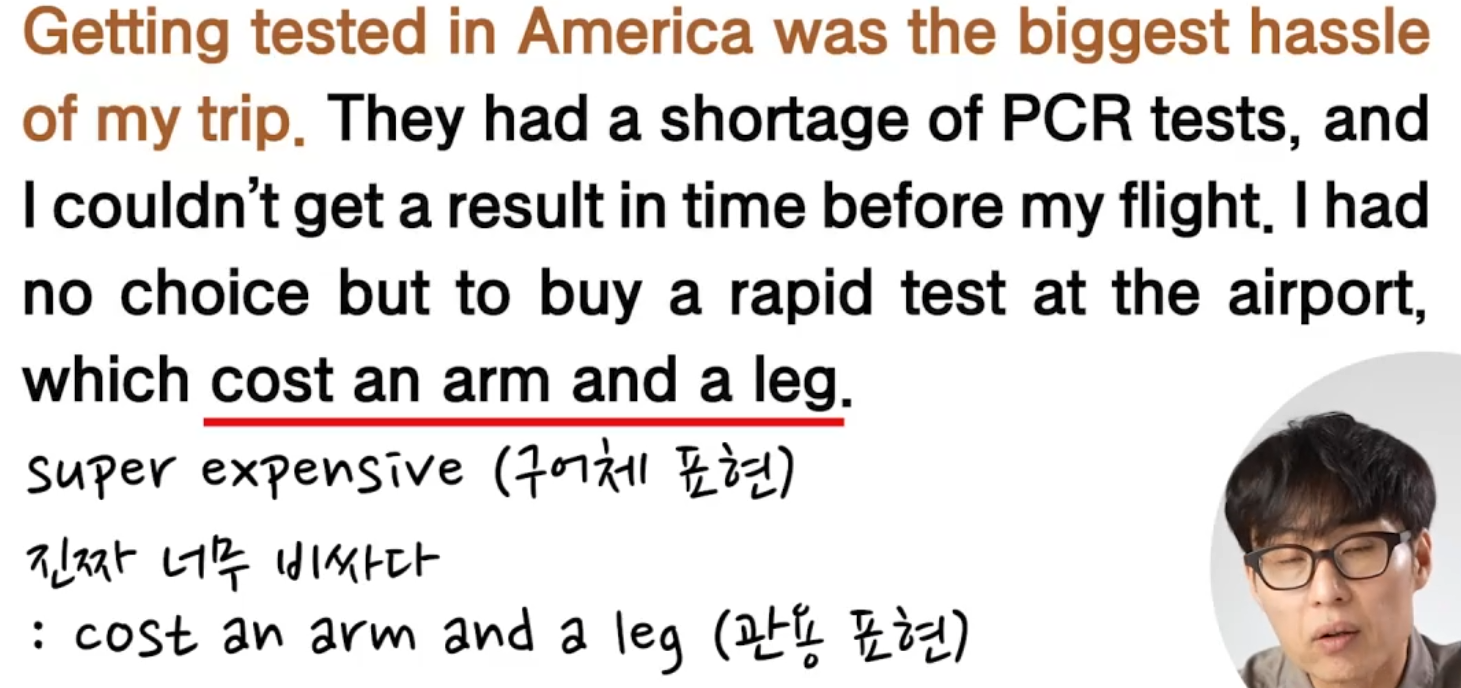 Getting tested in America was the biggest hassle
of my trip. They had a shortage of PCR tests, and
I couldn't get a result in time before my flight. I had
no choice but to buy a rapid test at the airport,
which cost an arm and a leg.
super expensive (구어체 표현)
진짜 너무 비싸다
: cost an arm and a leg (관용 표현)